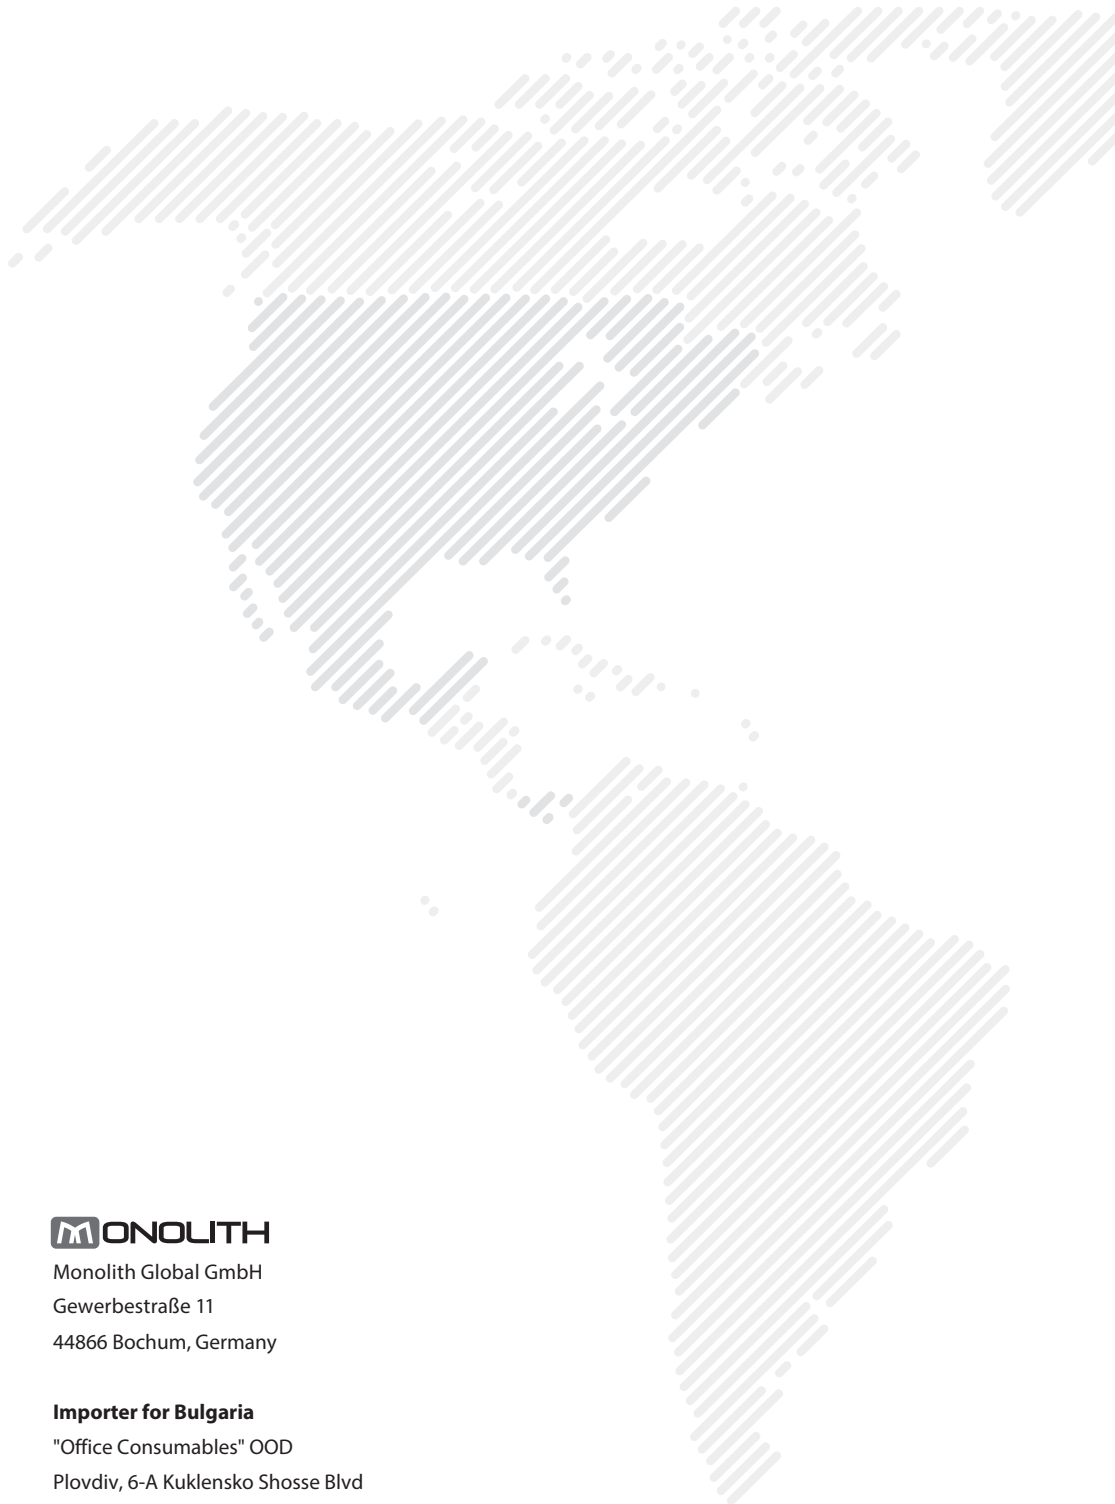 MONOLITH
Monolith Global GmbH
Gewerbestraße 11
44866 Bochum, Germany
Importer for Bulgaria
"Office Consumables" OOD
Plovdiv, 6-A Kuklensko Shosse Blvd